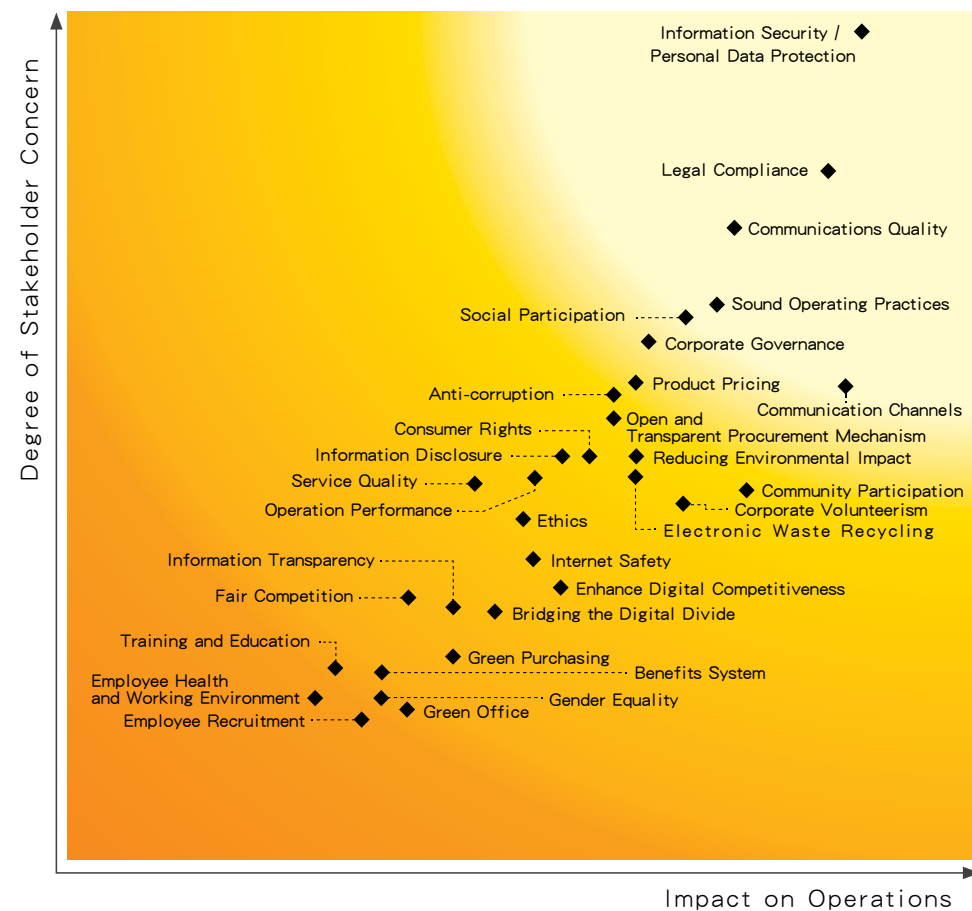 Degree of Stakeholder Concern
Information Security /
Personal Data Protection
Legal Compliance
Communications Quality
Sound Operating Practices
Social Participation
Corporate Governance
Product Pricing
Anti-corruption
Communication Channels
Open and
Transparent Procurement Mechanism
Consumer Rights
Information Disclosure
Reducing Environmental Impact
Service Quality
Community Participation
Operation Performance
Corporate Volunteerism
Ethics
Electronic Waste Recycling
Information Transparency
Internet Safety
Enhance Digital Competitiveness
Fair Competition
Bridging the Digital Divide
Training and Education
Green Purchasing
Benefits System
Employee Health
and Working Environment
Gender Equality
Green Office
Employee Recruitment
Impact on Operations